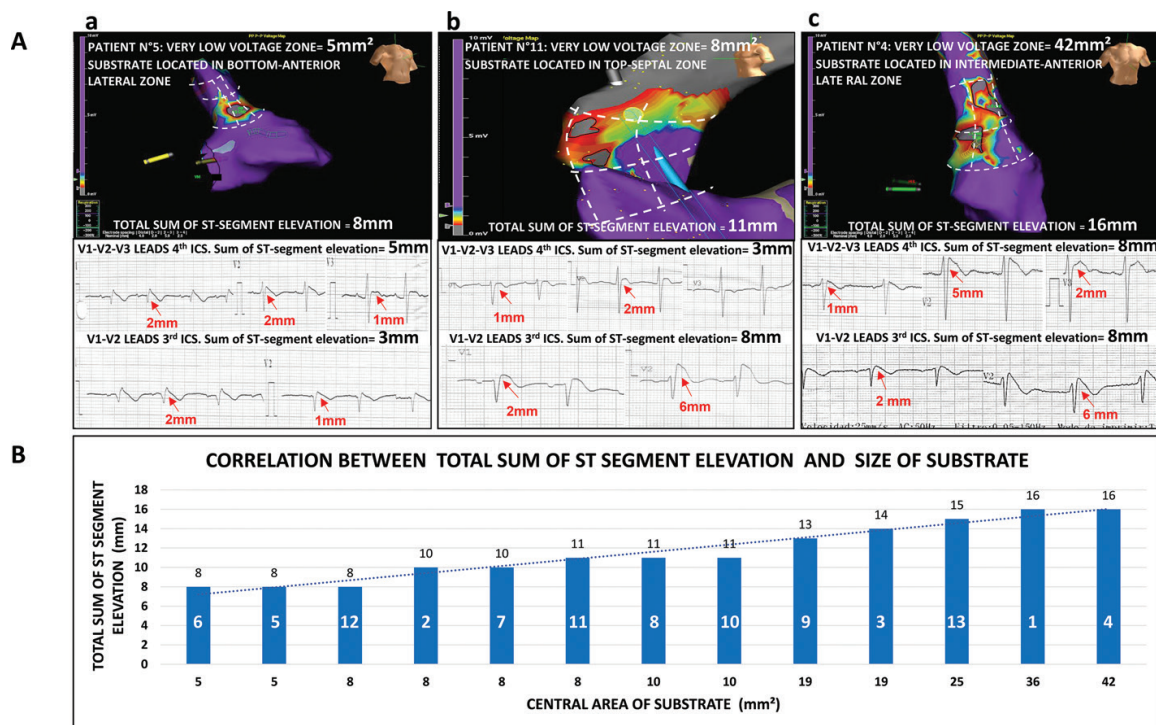 A
a
PATIENT N°5: VERY LOW VOLTAGE ZONE= 5mm²
SUBSTRATE LOCATED IN BOTTOM-ANTERIOR
LATERAL ZONE
TOTAL SUM OF ST-SEGMENT ELEVATION = 8mm
V1-V2-V3 LEADS 4th ICS. Sum of ST-segment elevation= 5mm
2mm
2mm
1mm
V1-V2 LEADS 3rd ICS. Sum of ST-segment elevation= 3mm
2mm
1mm
b
10 mV
Voltage Map
PATIENT N°11: VERY LOW VOLTAGE ZONE= 8mm²
SUBSTRATE LOCATED IN TOP-SEPTAL ZONE
5 mV
0 mV
TOTAL SUM OF ST-SEGMENT ELEVATION = 11mm
V1-V2-V3 LEADS 4th ICS. Sum of ST-segment elevation= 3mm
1mm
2mm
V1-V2 LEADS 3rd ICS. Sum of ST-segment elevation= 8mm
V1
V2
2mm
6mm
c
PATIENT N°4: VERY LOW VOLTAGE ZONE= 42mm²
SUBSTRATE LOCATED IN INTERMEDIATE-ANTERIOR
LATE RAL ZONE
TOTAL SUM OF ST-SEGMENT ELEVATION = 16mm
V1-V2-V3 LEADS 4th ICS. Sum of ST-segment elevation= 8mm
1mm
5mm
2mm
V1-V2 LEADS 3rd ICS. Sum of ST-segment elevation= 8mm
V2
2 mm
6 mm
B
CORRELATION BETWEEN TOTAL SUM OF ST SEGMENT ELEVATION AND SIZE OF SUBSTRATE
TOTAL SUM OF ST SEGMENT
ELEVATION (mm)
18
16
14
12
10
8
6
4
2
0
8 8 8 10 10 11 11 11 13 14 15 16 16
6 5 12 2 7 11 8 10 9 3 13 1 4
5 5 8 8 8 8 10 10 19 19 25 36 42
CENTRAL AREA OF SUBSTRATE (mm²)